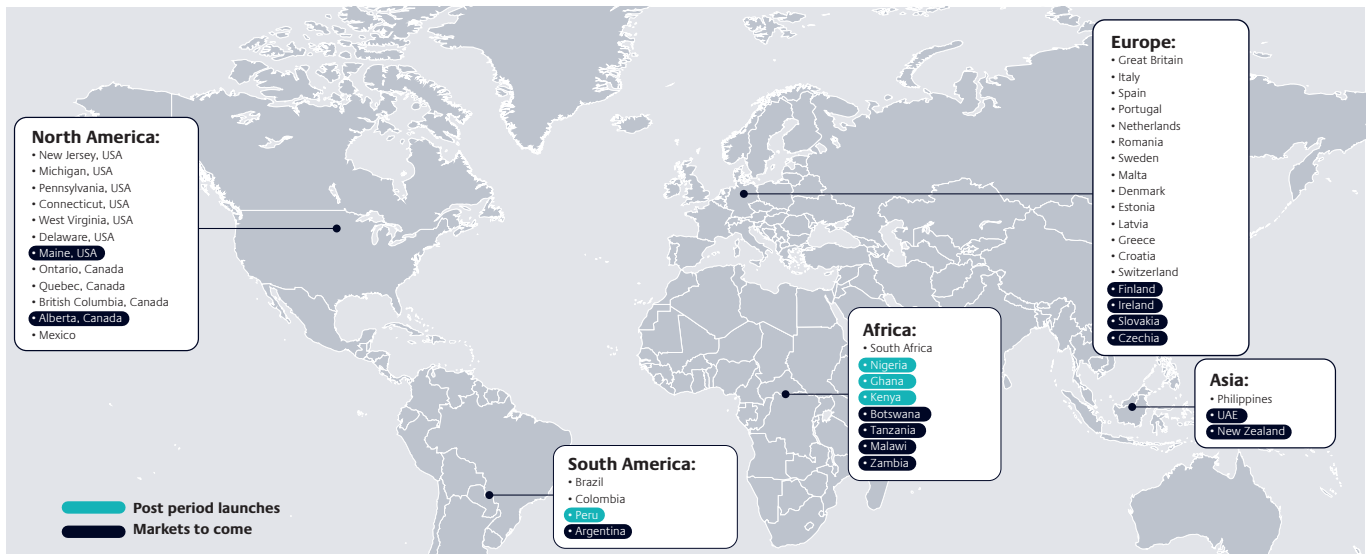 North America:
• New Jersey, USA
• Michigan, USA
• Pennsylvania, USA
• Connecticut, USA
• West Virginia, USA
• Delaware, USA
• Maine, USA
• Ontario, Canada
• Quebec, Canada
• British Columbia, Canada
• Alberta, Canada
• Mexico
South America:
• Brazil
• Colombia
• Peru
• Argentina
Africa:
• South Africa
• Nigeria
• Ghana
• Kenya
• Botswana
• Tanzania
• Malawi
• Zambia
Europe:
• Great Britain
• Italy
• Spain
• Portugal
• Netherlands
• Romania
• Sweden
• Malta
• Denmark
• Estonia
• Latvia
• Greece
• Croatia
• Switzerland
• Finland
• Ireland
• Slovakia
• Czechia
Asia:
• Philippines
• UAE
• New Zealand
Post period launches
Markets to come